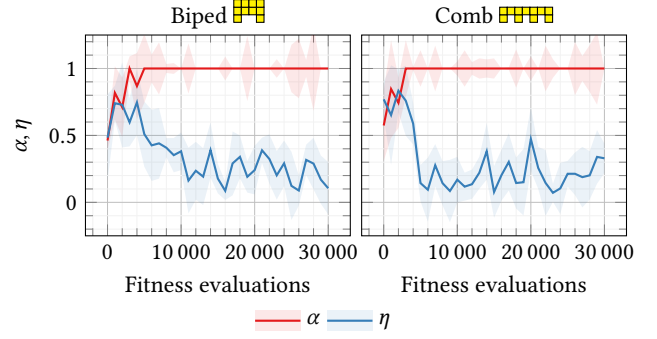 Biped Comb
1 
0.5
0
α, η
0 10 000 20 000 30 000 0 10 000 20 000 30 000
Fitness evaluations Fitness evaluations
α η